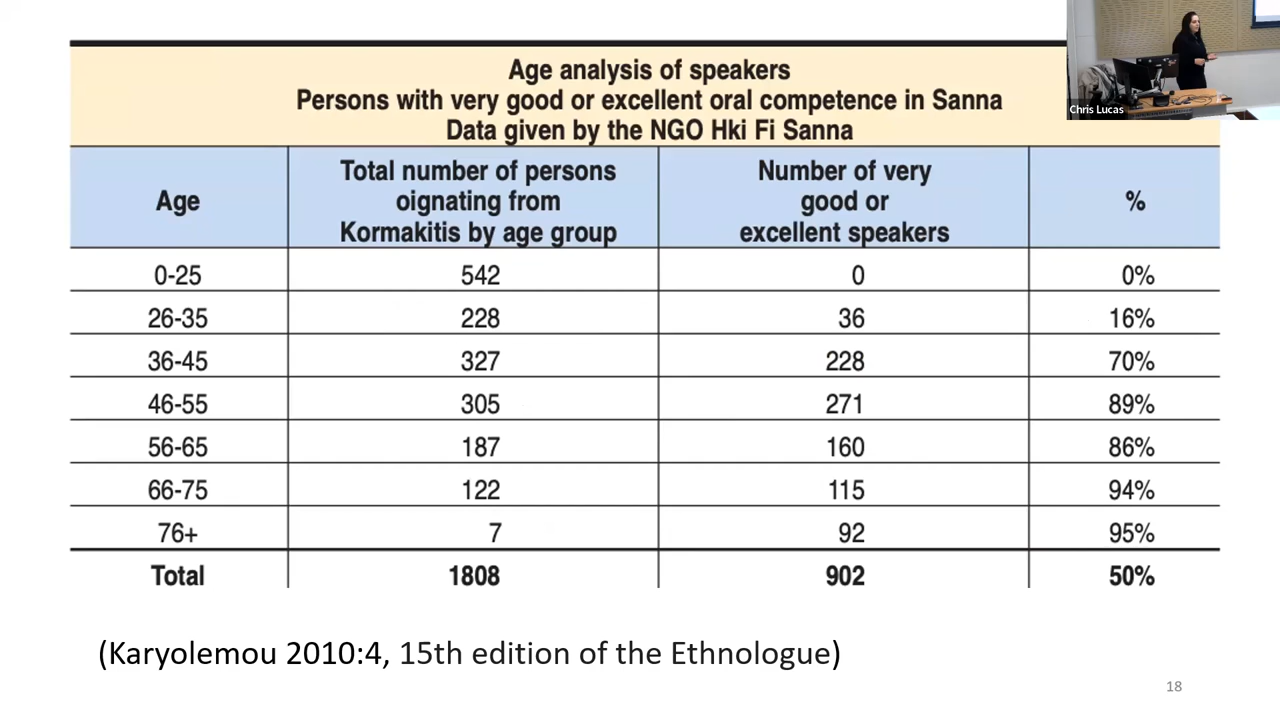 Age analysis of speakers
Persons with very good or excellent oral competence in Sanna
Data given by the NGO Hki Fi Sanna
Age
Total number of persons
oignating from
Kormakitis by age group
Number of very
good or
excellent speakers
%
0-25 542 0 0%
26-35 228 36 16%
36-45 327 228 70%
46-55 305 271 89%
56-65 187 160 86%
66-75 122 115 94%
76+ 7 92 95%
Total 1808 902 50%
(Karyolemou 2010:4, 15th edition of the Ethnologue)
18
Chris Lucas